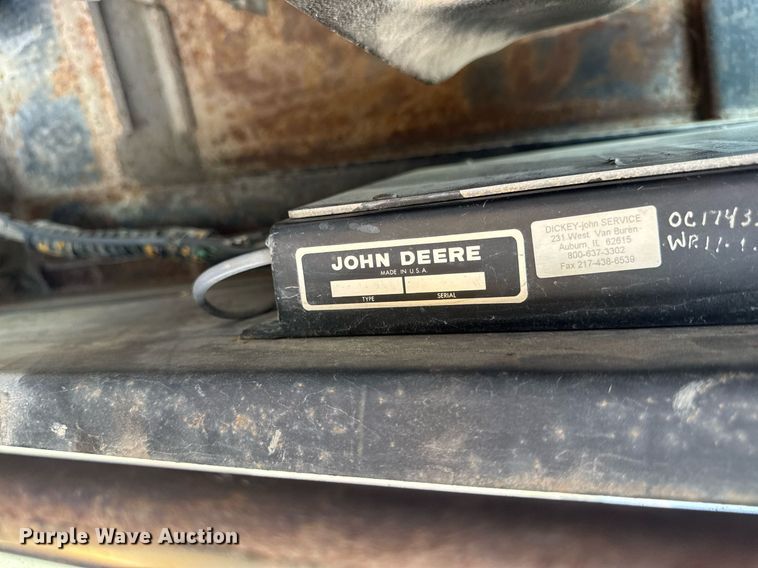 JOHN DEERE
MADE IN U.S.A.
TYPE SERIAL
DICKEY-john SERVICE
231 West Van Buren
Auburn, IL 62615
800-637-3302
Fax 217-438-6539
OC1743
Purple Wave Auction